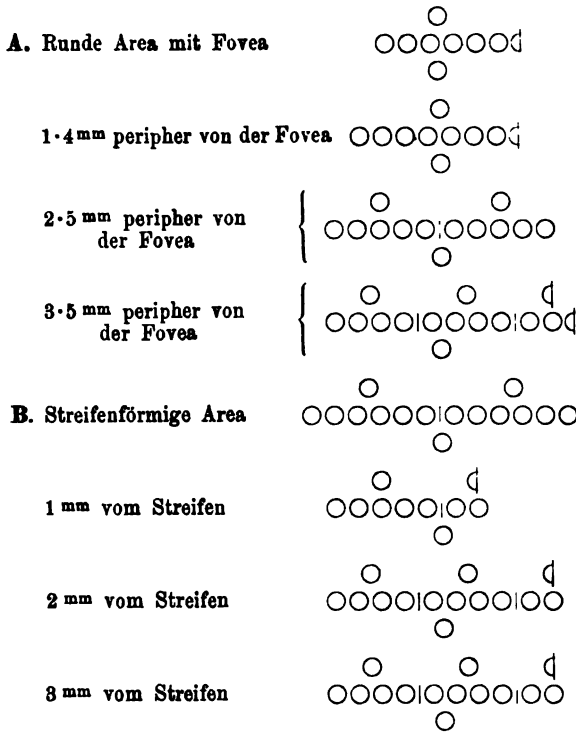 A. Runde Area mit Fovea
1·4 mm peripher von der Fovea
2·5 mm peripher von
der Fovea
3·5 mm peripher von
der Fovea
B. Streifenförmige Area
1 mm vom Streifen
2 mm vom Streifen
3 mm vom Streifen